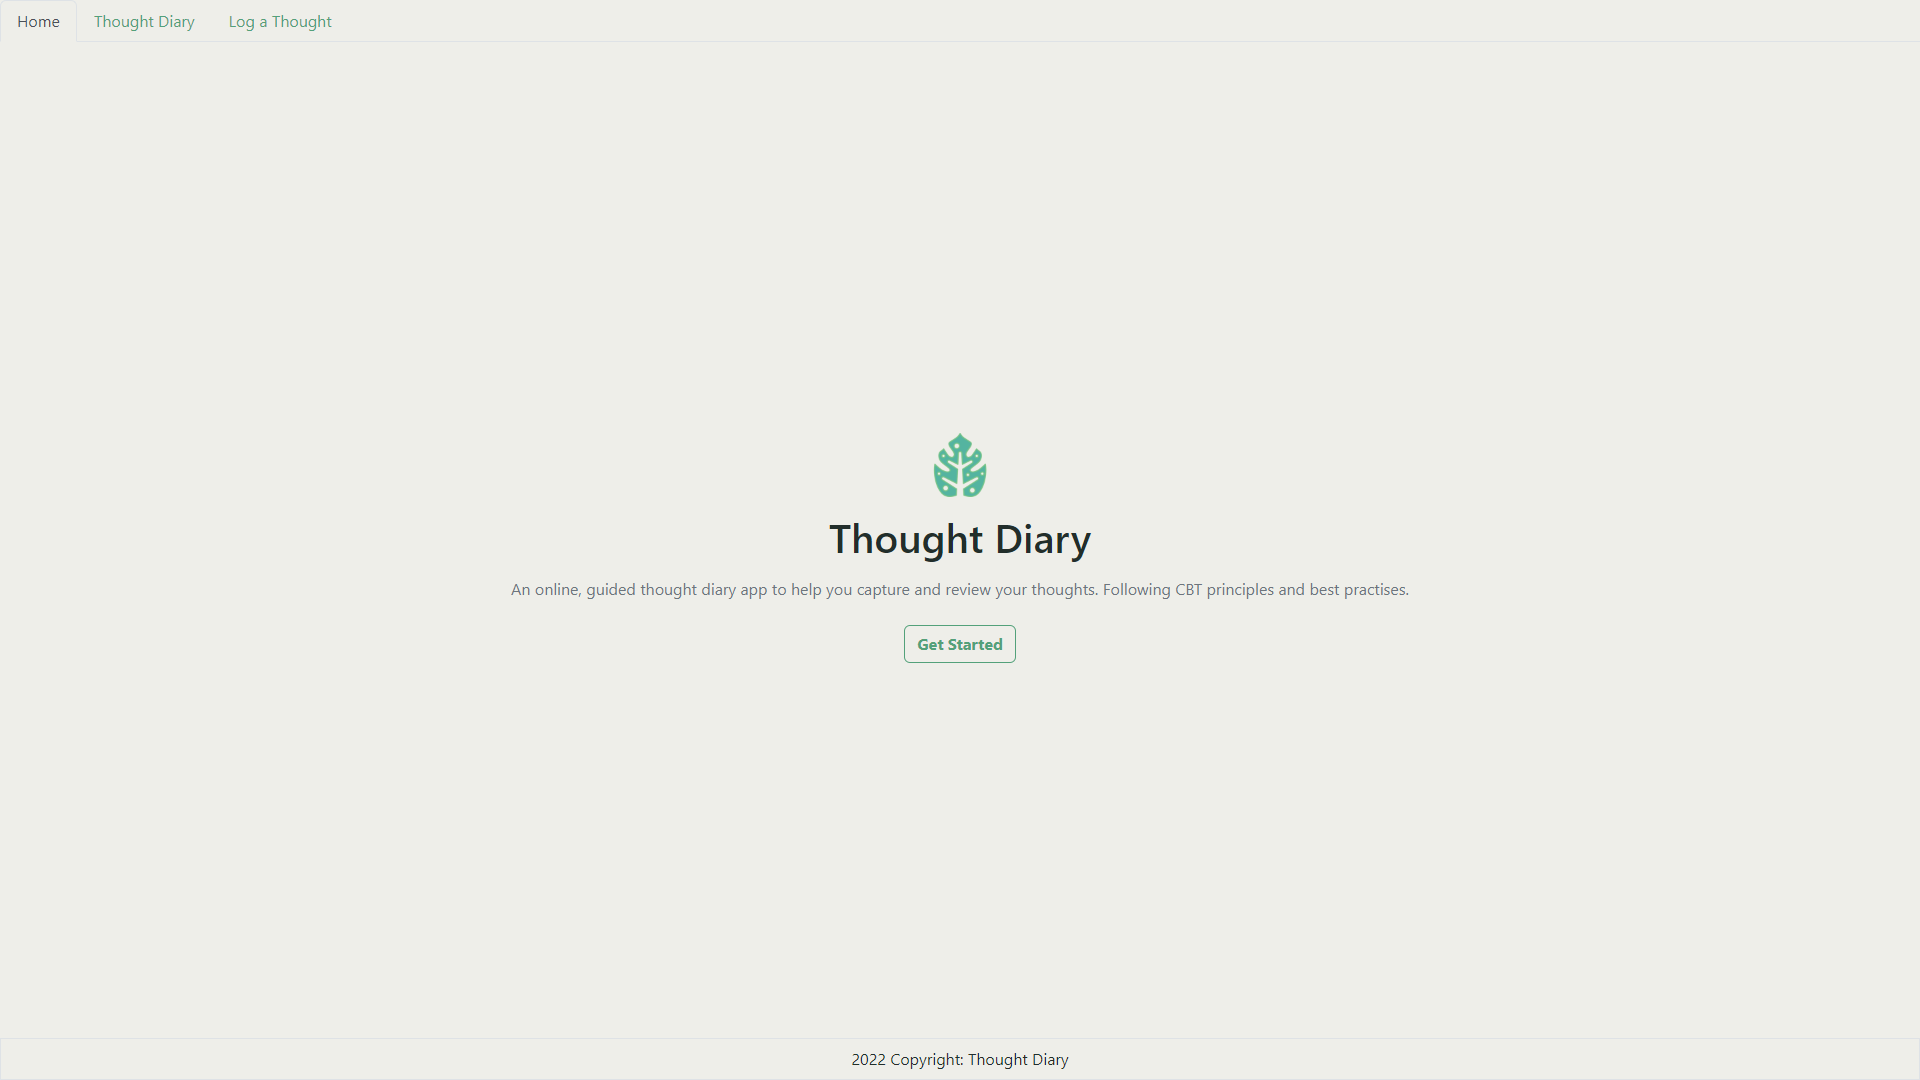 Home Thought Diary Log a Thought
Thought Diary
An online, guided thought diary app to help you capture and review your thoughts. Following CBT principles and best practises.
Get Started
2022 Copyright: Thought Diary